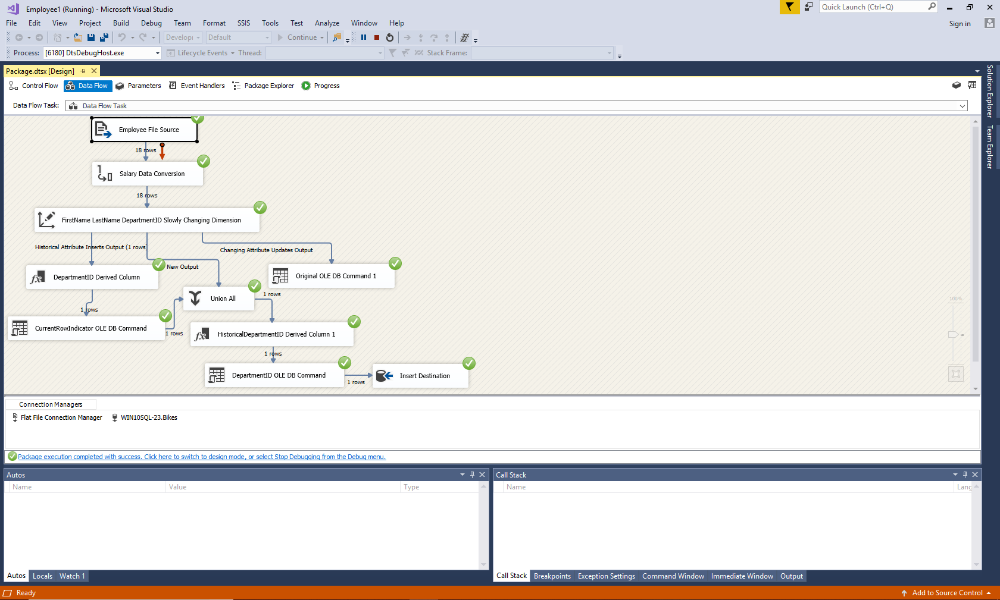 Employee1 (Running) - Microsoft Visual Studio
Quick Launch (Ctrl+Q)
File Edit View Project Build Debug Team Format SSIS Tools Test Analyze Window Help
Sign in
Developi Default Continue
Process: [6180] DtsDebugHost.exe Lifecycle Events Thread: Stack Frame:
Package.dtsx [Design]
Control Flow Data Flow Parameters Event Handlers Package Explorer Progress
Data Flow Task: Data Flow Task
Solution Explorer
Team Explorer
Employee File Source
18 rows
Salary Data Conversion
18 rows
FirstName LastName DepartmentID Slowly Changing Dimension
Historical Attribute Inserts Output (1 rows)
Changing Attribute Updates Output
New Output
DepartmentID Derived Column
Original OLE DB Command 1
1 rows
Union All
1 rows
CurrentRowIndicator OLE DB Command
1 rows
HistoricalDepartmentID Derived Column 1
1 rows
DepartmentID OLE DB Command
1 rows
Insert Destination
100%
Connection Managers
Flat File Connection Manager WIN10SQL-23.Bikes
Package execution completed with success. Click here to switch to design mode, or select Stop Debugging from the Debug menu.
Autos
Name Value Type
Call Stack
Name Lang
Autos Locals Watch 1
Call Stack Breakpoints Exception Settings Command Window Immediate Window Output
Ready
Add to Source Control